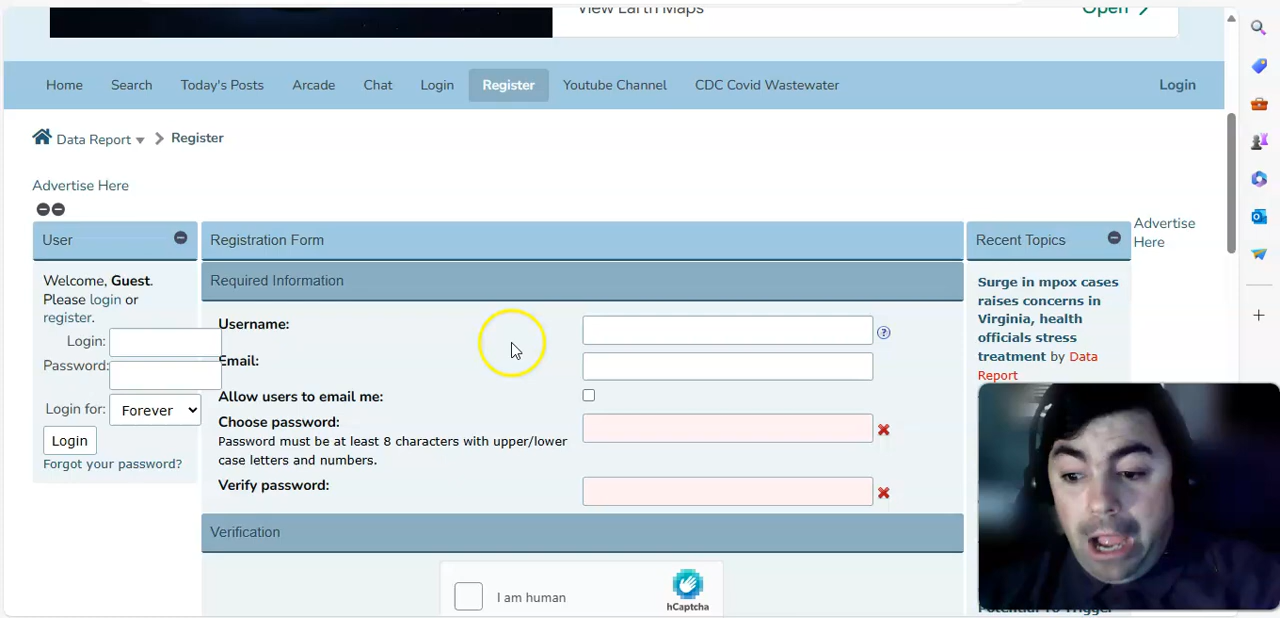 View Earth Maps
Open
Home
Search
Today's Posts
Arcade
Chat
Login
Register
Youtube Channel
CDC Covid Wastewater
Login
Data Report
Register
Advertise Here
User
Welcome, Guest.
Please login or
register.
Login:
Password:
Login for:
Forever
Login
Forgot your password?
Registration Form
Required Information
Username:
Email:
Allow users to email me:
Choose password:
Password must be at least 8 characters with upper/lower
case letters and numbers.
Verify password:
Verification
I am human
hCaptcha
Recent Topics
Surge in mpox cases
raises concerns in
Virginia, health
officials stress
treatment by Data
Report
Advertise
Here